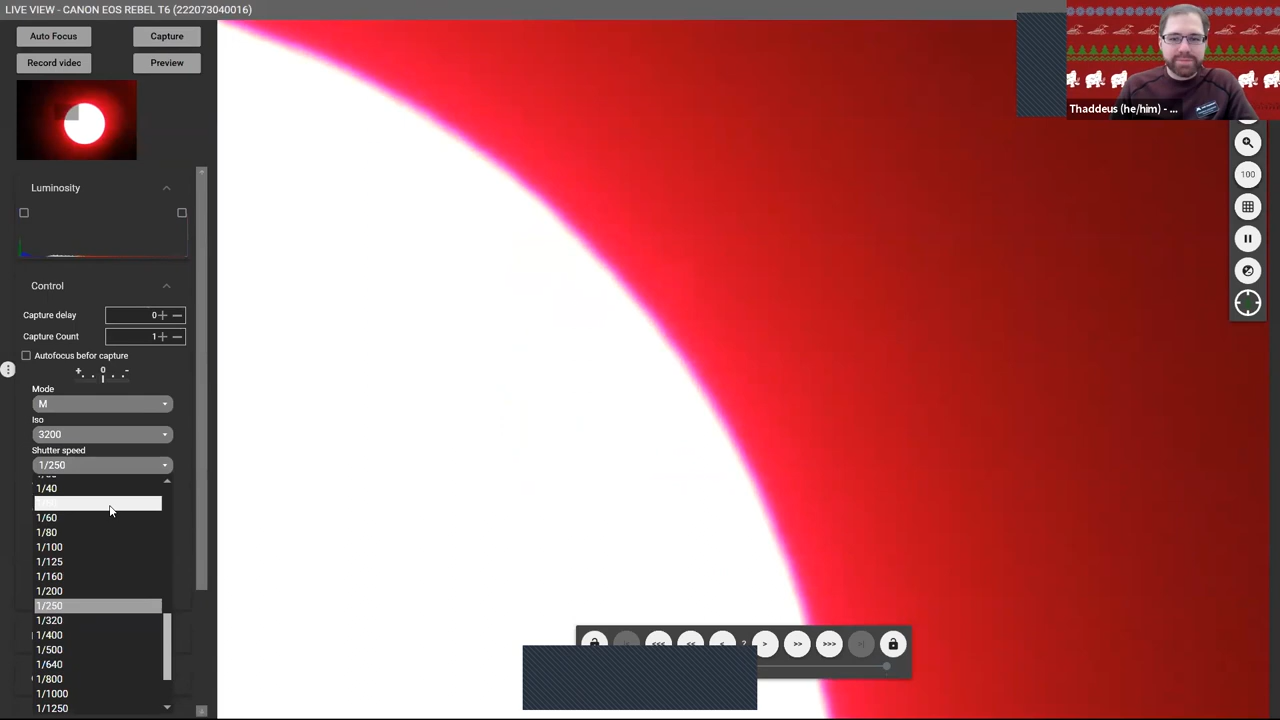 LIVE VIEW - CANON EOS REBEL T6 (222073040016)
Auto Focus
Capture
Record video
Preview
Thaddeus (he/him) - ...
Luminosity
100
Control
Capture delay
0
Capture Count
1
Autofocus befor capture
+ 0 -
Mode
M
Iso
3200
Shutter speed
1/250
1/40
1/60
1/80
1/100
1/125
1/160
1/200
1/250
1/320
1/400
1/500
1/640
1/800
1/1000
1/1250
<<< << < 2 > >> >>> >|